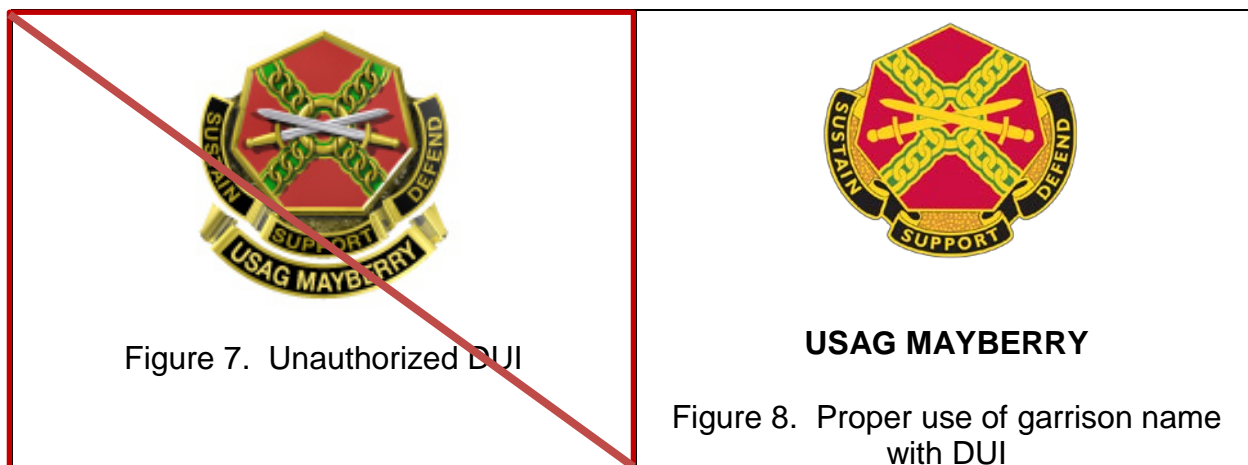 SUSTAIN
SUPPORT
DEFEND
USAG MAYBERRY
Figure 7. Unauthorized DUI
SUSTAIN
SUPPORT
DEFEND
USAG MAYBERRY
Figure 8. Proper use of garrison name
with DUI